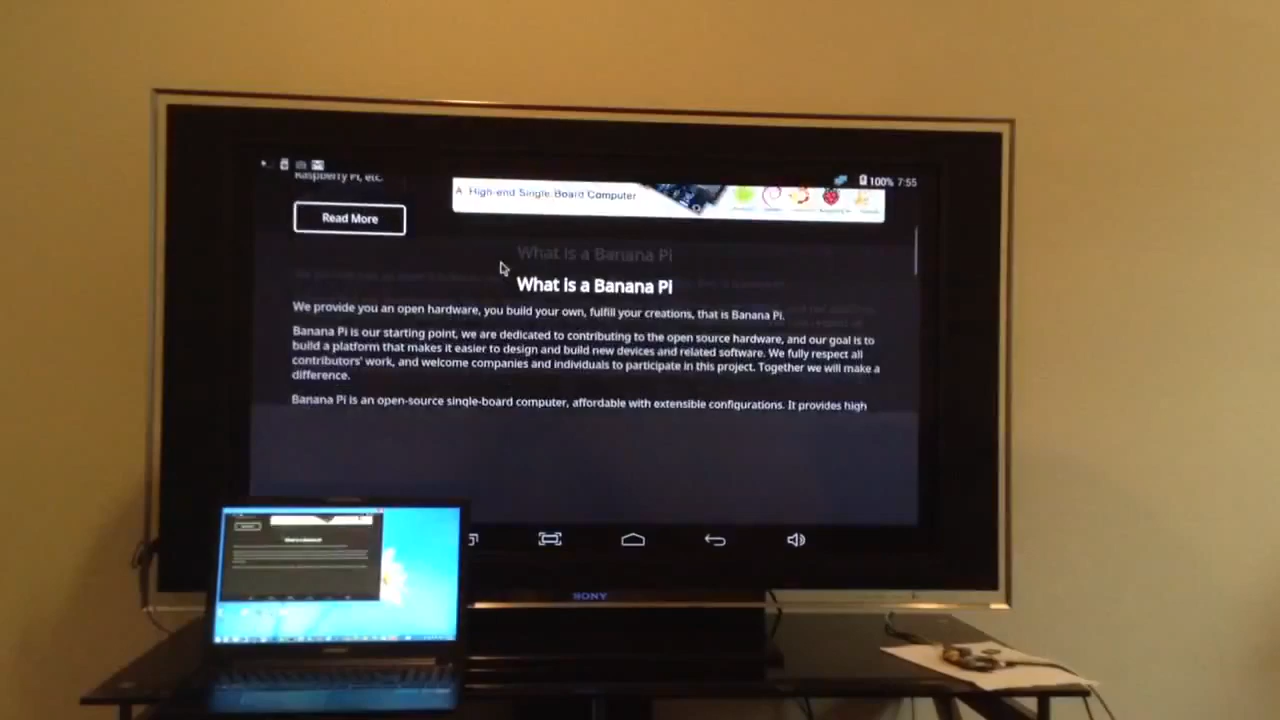 100% 7:55
Raspberry Pi, etc.
A High-end Single Board Computer
Read More
What is a Banana Pi
What is a Banana Pi
We provide you an open hardware, you build your own, fulfill your creations, that is Banana Pi.
Banana Pi is our starting point, we are dedicated to contributing to the open source hardware, and our goal is to
build a platform that makes it easier to design and build new devices and related software. We fully respect all
contributors' work, and welcome companies and individuals to participate in this project. Together we will make a
difference.
Banana Pi is an open-source single-board computer, affordable with extensible configurations. It provides high
SONY